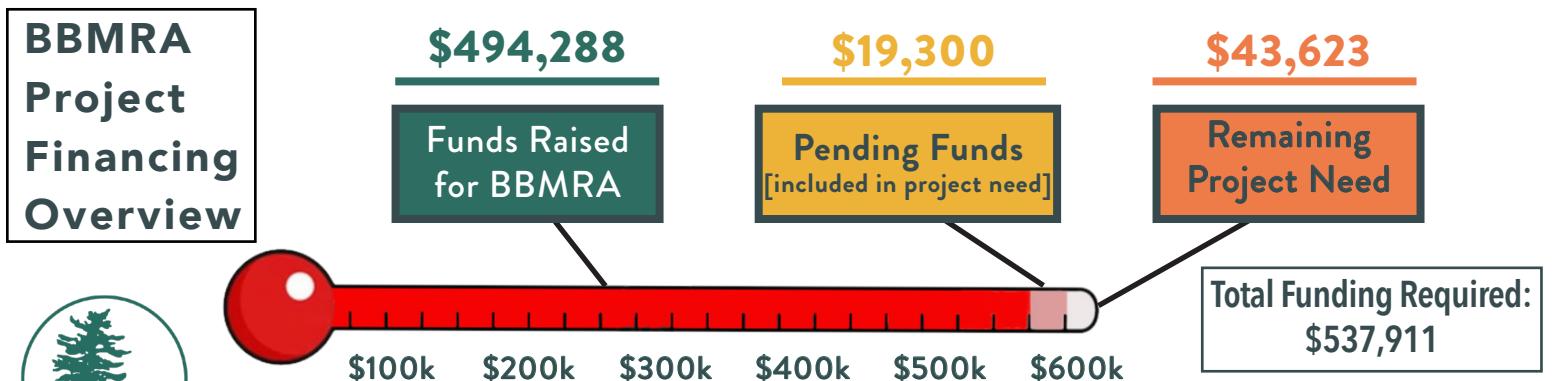 BBMRA
Project
Financing
Overview
$494,288
Funds Raised
for BBMRA
$19,300
Pending Funds
[included in project need]
$43,623
Remaining
Project Need
Total Funding Required:
$537,911
$100k
$200k
$300k
$400k
$500k
$600k